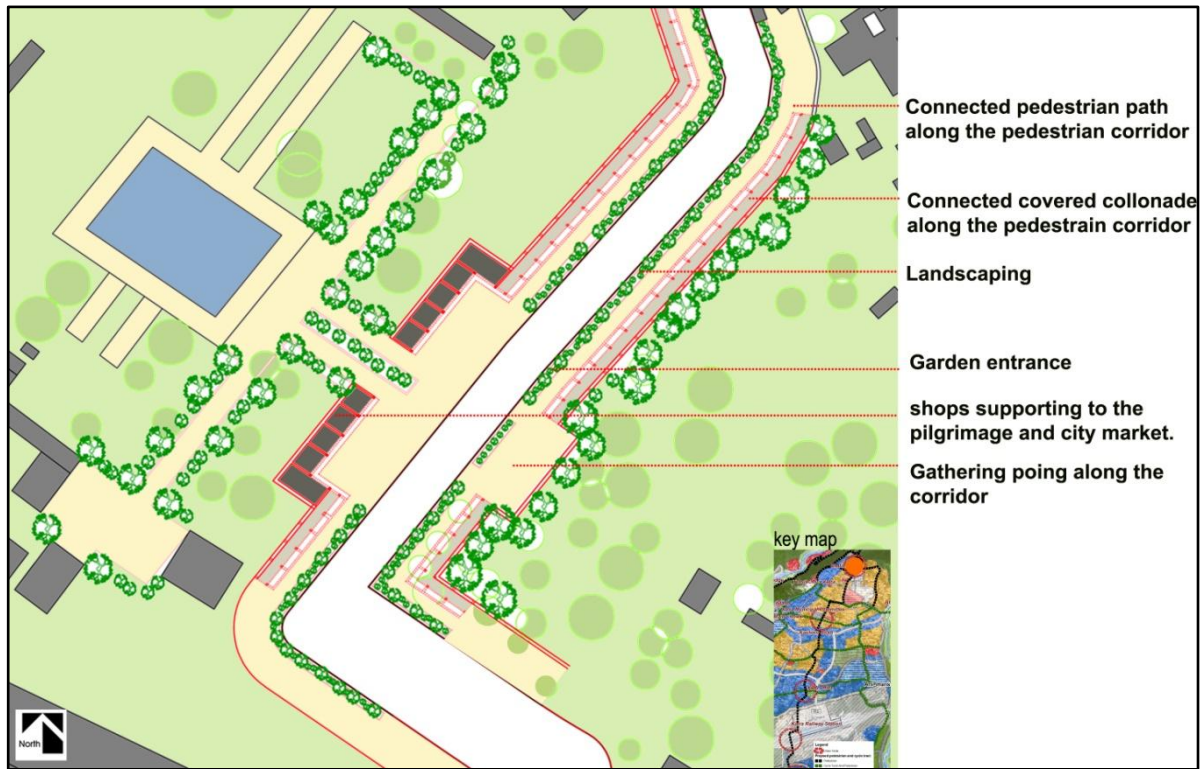 Connected pedestrian path
along the pedestrian corridor
Connected covered collonade
along the pedestrain corridor
Landscaping
Garden entrance
shops supporting to the
pilgrimage and city market.
Gathering poing along the
corridor
key map
Legend
North